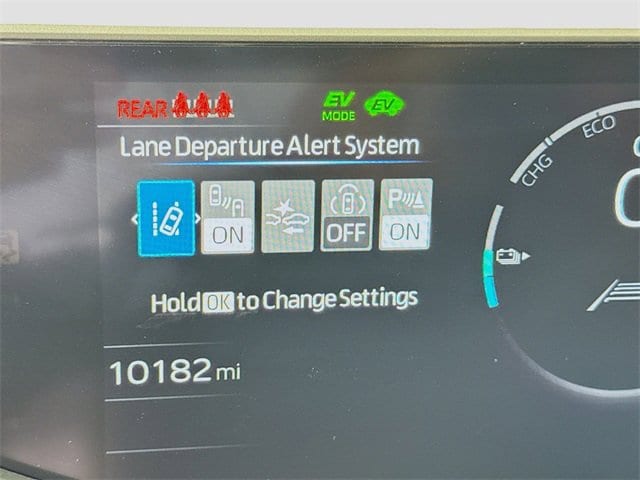 REAR
EV MODE
EV
Lane Departure Alert System
ON
OFF
P ON
Hold OK to Change Settings
10182 mi
CHG
ECO
0